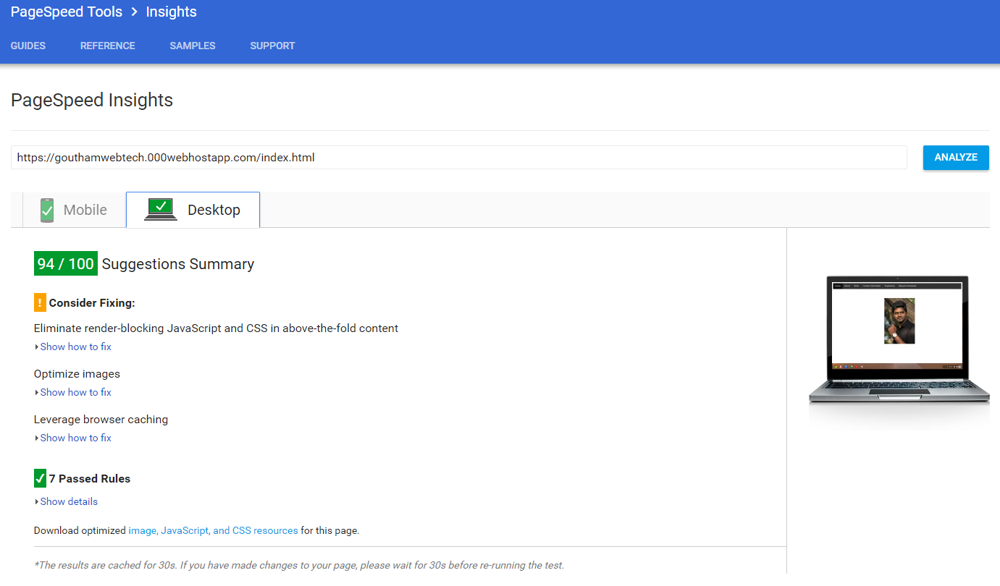 PageSpeed Tools > Insights
GUIDES REFERENCE SAMPLES SUPPORT
PageSpeed Insights
https://gouthamwebtech.000webhostapp.com/index.html ANALYZE
Mobile Desktop
94 / 100 Suggestions Summary
! Consider Fixing:
Eliminate render-blocking JavaScript and CSS in above-the-fold content
Show how to fix
Optimize images
Show how to fix
Leverage browser caching
Show how to fix
7 Passed Rules
Show details
Download optimized image, JavaScript, and CSS resources for this page.
*The results are cached for 30s. If you have made changes to your page, please wait for 30s before re-running the test.